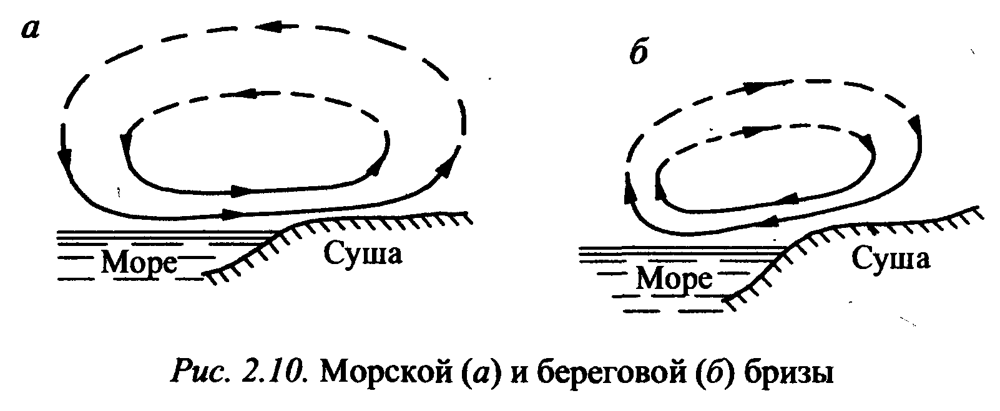 а
б
Море
Суша
Море
Суша
Рис. 2.10. Морской (а) и береговой (б) бризы